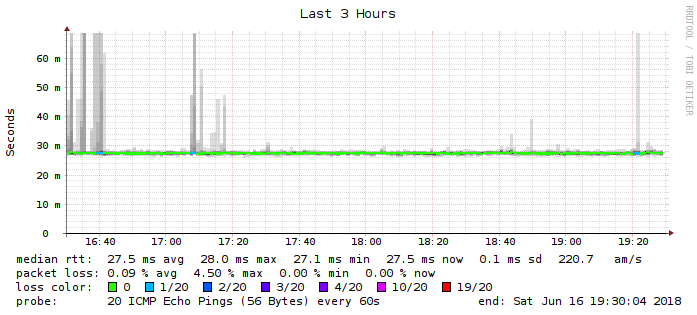 Last 3 Hours
RRDTOOL / TOBI OETIKER
Seconds
60 m
50 m
40 m
30 m
20 m
10 m
0
16:40 17:00 17:20 17:40 18:00 18:20 18:40 19:00 19:20
median rtt: 27.5 ms avg 28.0 ms max 27.1 ms min 27.5 ms now 0.1 ms sd 220.7 am/s
packet loss: 0.09 % avg 4.50 % max 0.00 % min 0.00 % now
loss color: 0 1/20 2/20 3/20 4/20 10/20 19/20
probe: 20 ICMP Echo Pings (56 Bytes) every 60s end: Sat Jun 16 19:30:04 2018